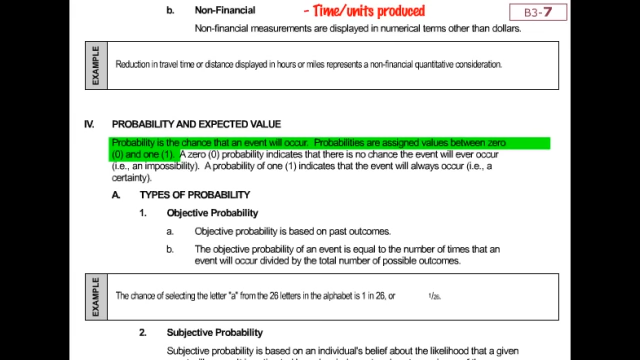 b. Non-Financial - Time/units produced B3-7
Non-financial measurements are displayed in numerical terms other than dollars.
EXAMPLE
Reduction in travel time or distance displayed in hours or miles represents a non-financial quantitative consideration.
IV. PROBABILITY AND EXPECTED VALUE
Probability is the chance that an event will occur. Probabilities are assigned values between zero
(0) and one (1). A zero (0) probability indicates that there is no chance the event will ever occur
(i.e., an impossibility). A probability of one (1) indicates that the event will always occur (i.e., a
certainty).
A. TYPES OF PROBABILITY
1. Objective Probability
a. Objective probability is based on past outcomes.
b. The objective probability of an event is equal to the number of times that an
event will occur divided by the total number of possible outcomes.
EXAMPLE
The chance of selecting the letter "a" from the 26 letters in the alphabet is 1 in 26, or 1/26.
2. Subjective Probability
Subjective probability is based on an individual's belief about the likelihood that a given